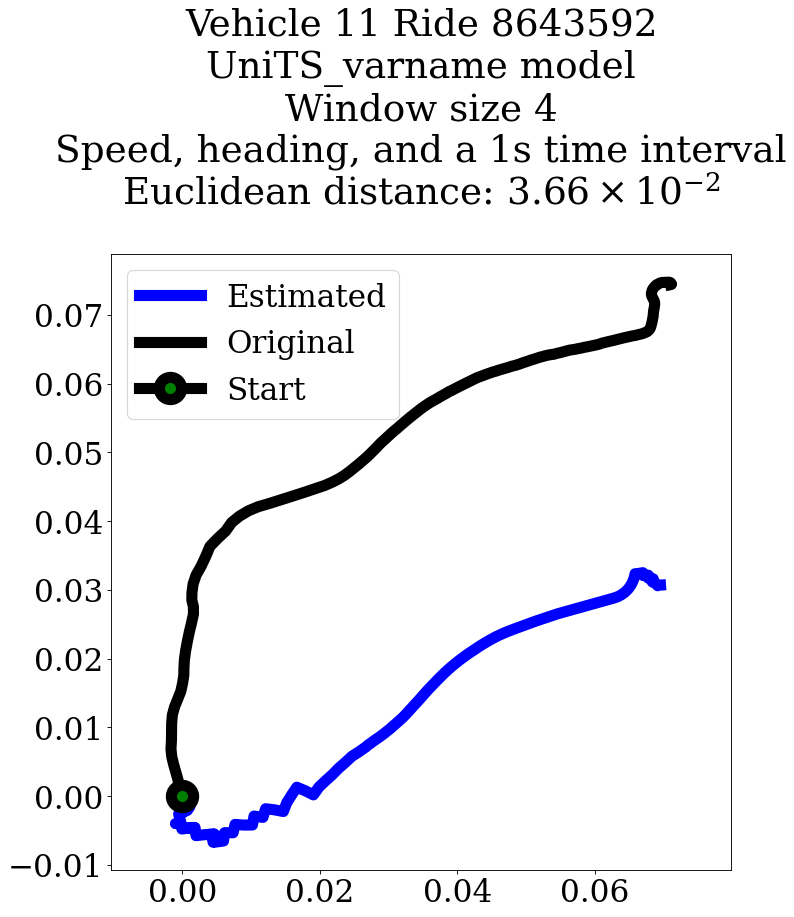 Vehicle 11 Ride 8643592
UniTS_varname model
Window size 4
Speed, heading, and a 1s time interval
Euclidean distance: 3.66 × 10⁻²
Estimated
Original
Start
0.07
0.06
0.05
0.04
0.03
0.02
0.01
0.00
−0.01
0.00 0.02 0.04 0.06